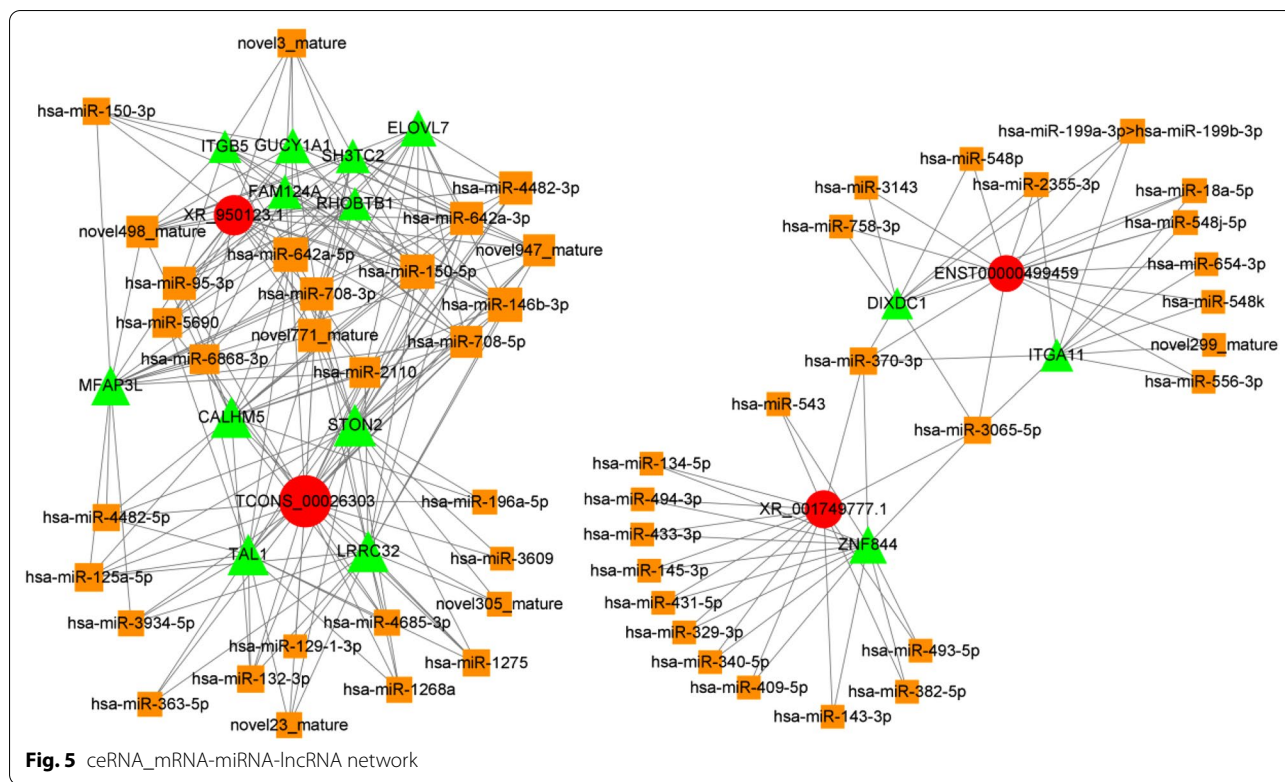 novel3_mature
hsa-miR-150-3p
ELOVL7
ITGB5
GUCY1A1
SH3TC2
FAM124A
RHOBTB1
hsa-miR-4482-3p
XR_950123.1
hsa-miR-642a-3p
novel498_mature
novel947_mature
hsa-miR-642a-5p
hsa-miR-150-5p
hsa-miR-95-3p
hsa-miR-708-3p
hsa-miR-146b-3p
hsa-miR-5690
novel771_mature
hsa-miR-708-5p
hsa-miR-6868-3p
hsa-miR-2110
MFAP3L
CALHM5
STON2
TCONS_00026303
hsa-miR-196a-5p
hsa-miR-4482-5p
TAL1
LRRC32
hsa-miR-3609
hsa-miR-125a-5p
novel305_mature
hsa-miR-3934-5p
hsa-miR-4685-3p
hsa-miR-129-1-3p
hsa-miR-1275
hsa-miR-132-3p
hsa-miR-1268a
hsa-miR-363-5p
novel23_mature
hsa-miR-199a-3p>hsa-miR-199b-3p
hsa-miR-548p
hsa-miR-3143
hsa-miR-2355-3p
hsa-miR-18a-5p
hsa-miR-758-3p
hsa-miR-548j-5p
ENST00000499459
hsa-miR-654-3p
DIXDC1
hsa-miR-548k
novel299_mature
ITGA11
hsa-miR-370-3p
hsa-miR-556-3p
hsa-miR-543
hsa-miR-3065-5p
hsa-miR-134-5p
hsa-miR-494-3p
XR_001749777.1
hsa-miR-433-3p
ZNF844
hsa-miR-145-3p
hsa-miR-431-5p
hsa-miR-329-3p
hsa-miR-493-5p
hsa-miR-340-5p
hsa-miR-409-5p
hsa-miR-382-5p
hsa-miR-143-3p
Fig. 5 ceRNA_mRNA-miRNA-lncRNA network